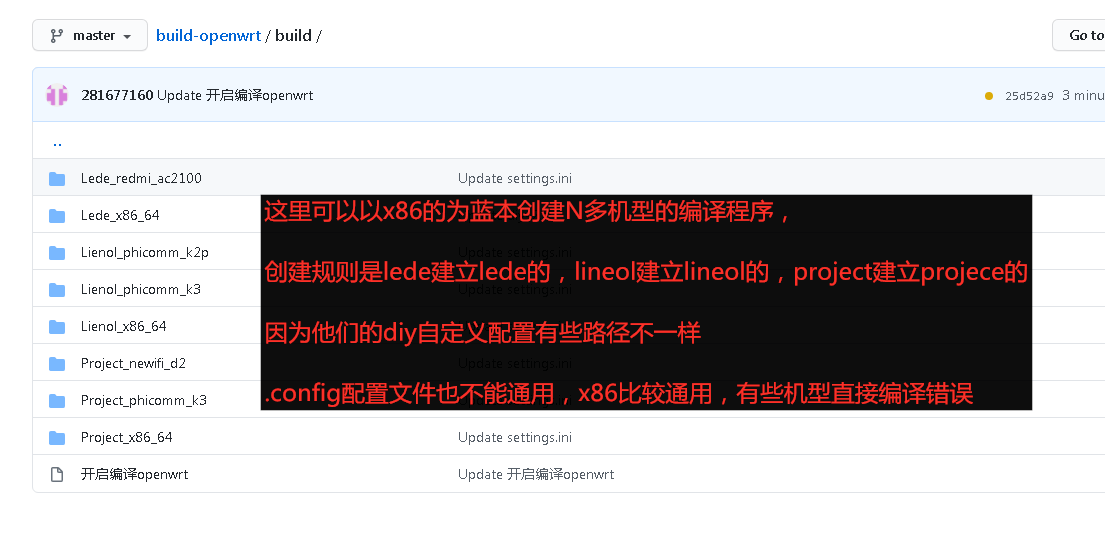 master
build-openwrt / build /
Go to
281677160 Update 开启编译openwrt
25d52a9 3 minu
..
Lede_redmi_ac2100 Update settings.ini
Lede_x86_64
这里可以以x86的为蓝本创建N多机型的编译程序，
Lienol_phicomm_k2p
创建规则是lede建立lede的，lineol建立lineol的，project建立projece的
Lienol_phicomm_k3
Lienol_x86_64
因为他们的diy自定义配置有些路径不一样
Project_newifi_d2
Project_phicomm_k3
.config配置文件也不能通用，x86比较通用，有些机型直接编译错误
Project_x86_64 Update settings.ini
开启编译openwrt Update 开启编译openwrt